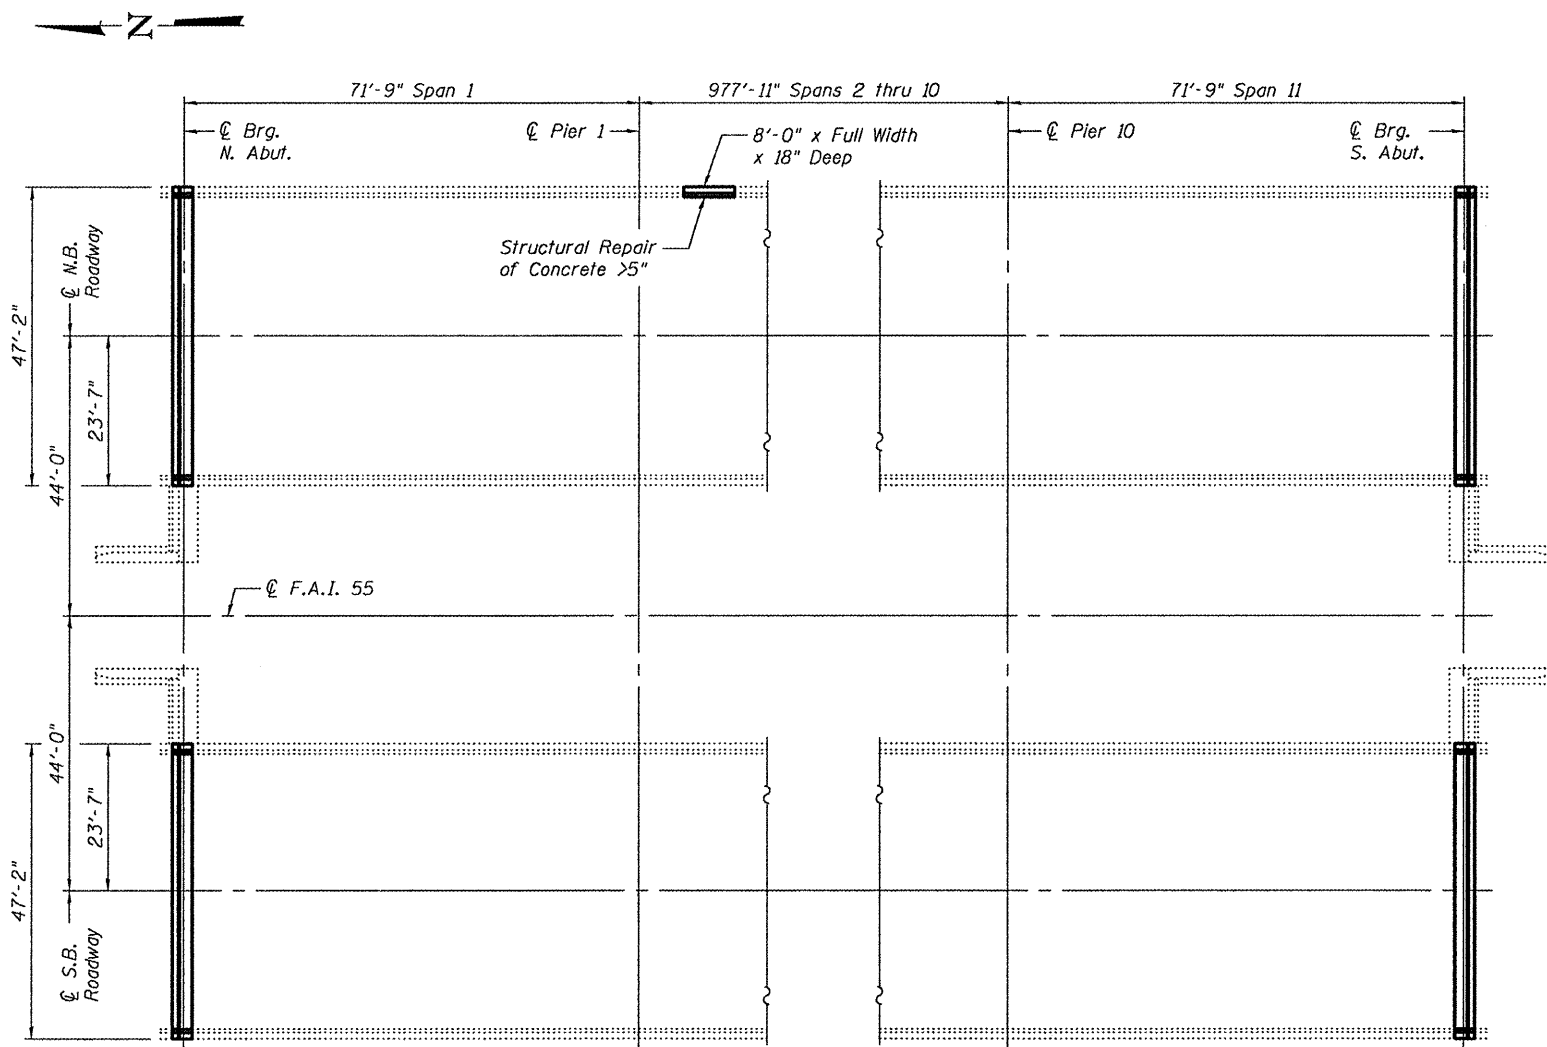 N
71'-9" Span 1
977'-11" Spans 2 thru 10
71'-9" Span 11
℄ Brg.
N. Abut.
℄ Pier 1
8'-0" x Full Width
x 18" Deep
℄ Pier 10
℄ Brg.
S. Abut.
Structural Repair
of Concrete >5"
℄ N.B.
Roadway
47'-2"
23'-7"
44'-0"
℄ F.A.I. 55
44'-0"
23'-7"
47'-2"
℄ S.B.
Roadway